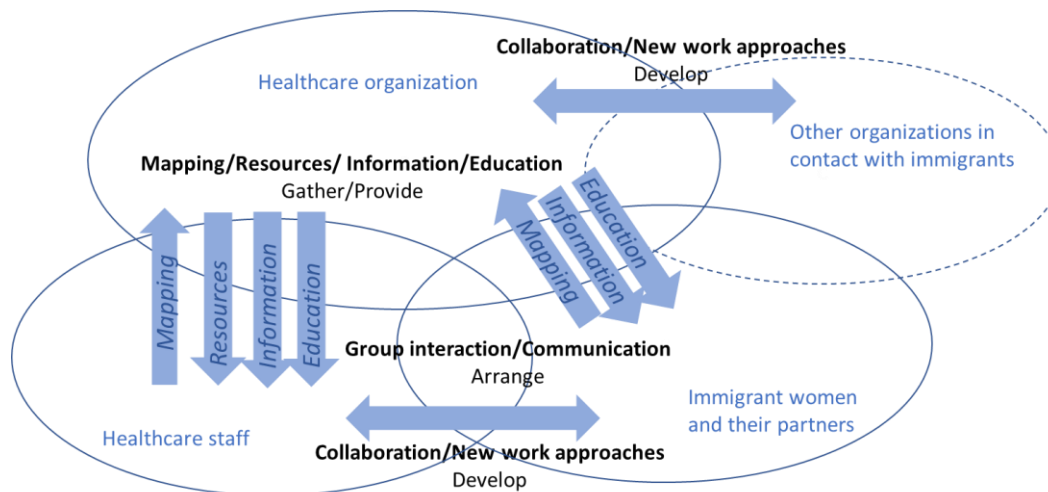 Collaboration/New work approaches
Develop
Healthcare organization
Other organizations in
contact with immigrants
Mapping/Resources/ Information/Education
Gather/Provide
Mapping
Resources
Information
Education
Mapping
Information
Education
Group interaction/Communication
Arrange
Immigrant women
and their partners
Healthcare staff
Collaboration/New work approaches
Develop